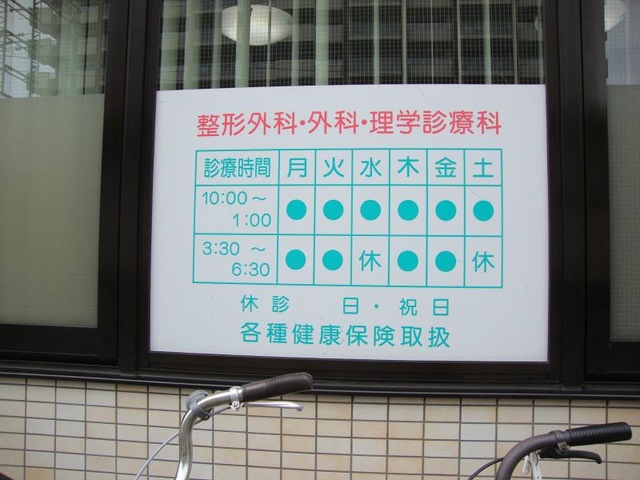 整形外科・外科・理学診療科
診療時間 月 火 水 木 金 土
10:00～ 1:00 ● ● ● ● ● ●
3:30 ～ 6:30 ● ● 休 ● ● 休
休診 日・祝日
各種健康保険取扱